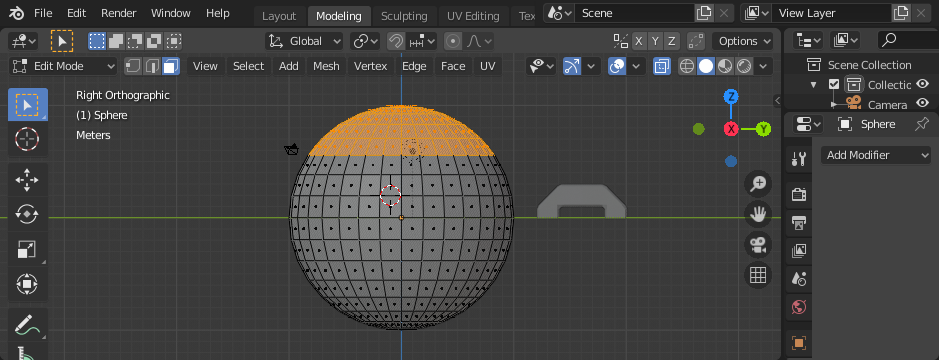 File Edit Render Window Help Layout Modeling Sculpting UV Editing Tex Scene View Layer
Global X Y Z Options
Edit Mode View Select Add Mesh Vertex Edge Face UV
Scene Collection
Collectic
Camera
Right Orthographic
(1) Sphere
Meters
Z
X Y
Sphere
Add Modifier